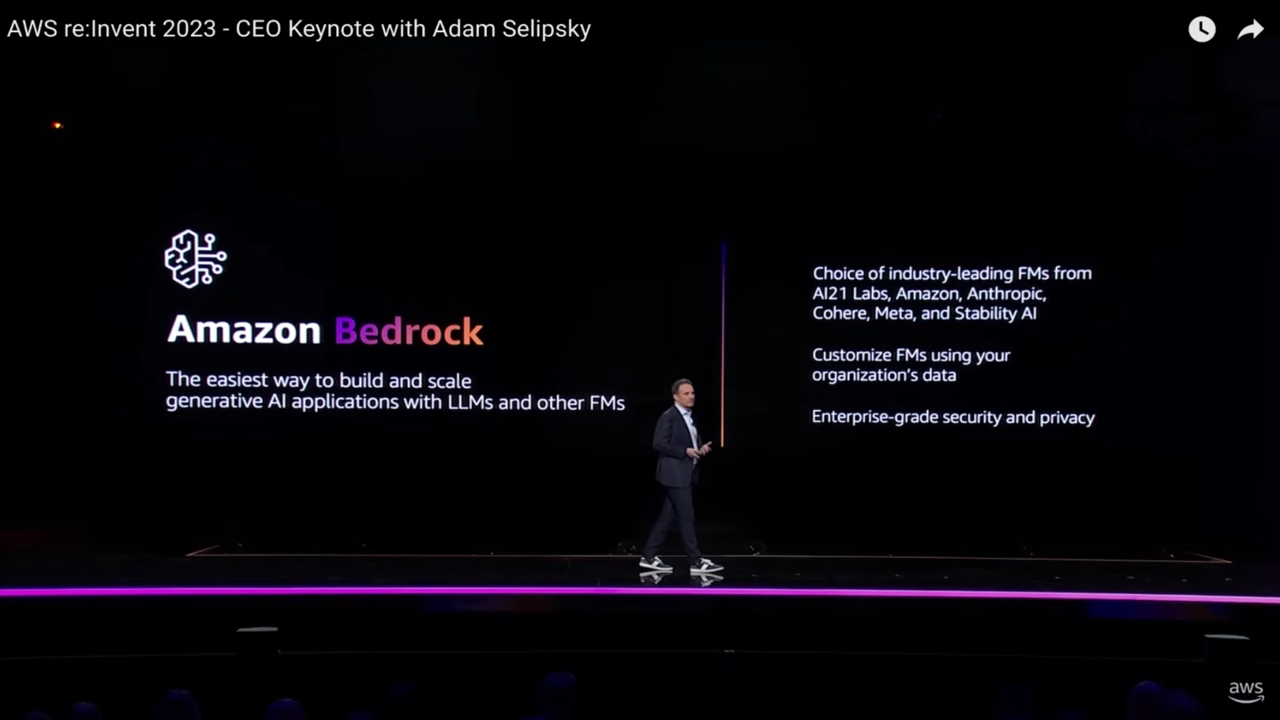 AWS re:Invent 2023 - CEO Keynote with Adam Selipsky
Amazon Bedrock
The easiest way to build and scale
generative AI applications with LLMs and other FMs
Choice of industry-leading FMs from
AI21 Labs, Amazon, Anthropic,
Cohere, Meta, and Stability AI
Customize FMs using your
organization's data
Enterprise-grade security and privacy
aws